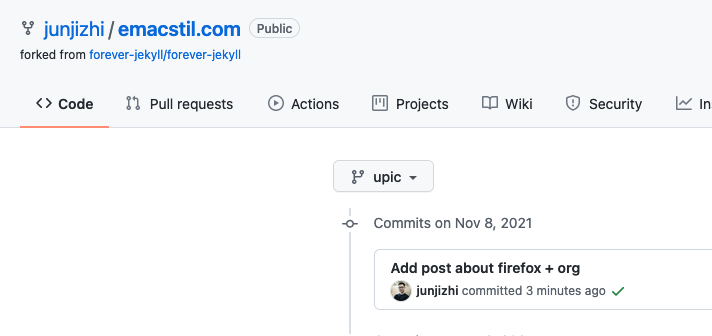 junjizhi / emacstil.com Public
forked from forever-jekyll/forever-jekyll
Code Pull requests Actions Projects Wiki Security
upic
Commits on Nov 8, 2021
Add post about firefox + org
junjizhi committed 3 minutes ago